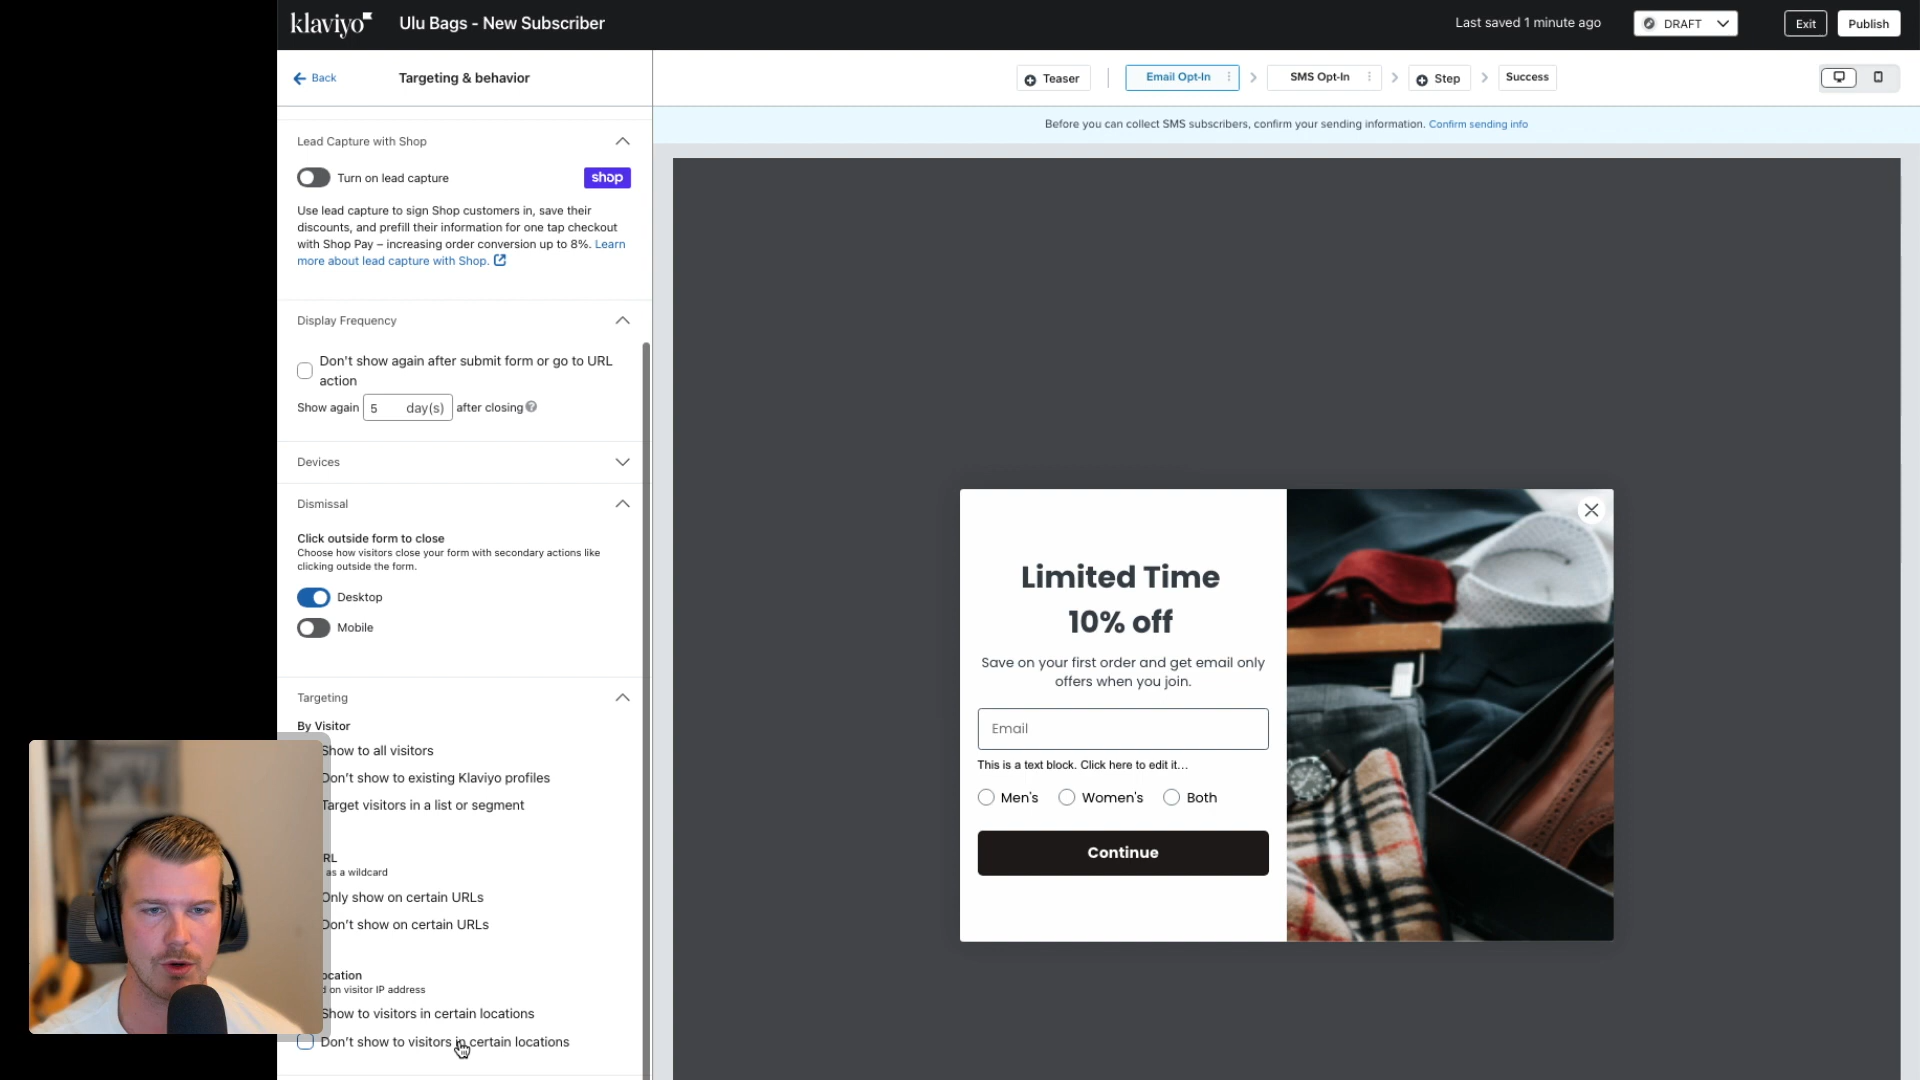 klaviyo
Ulu Bags - New Subscriber
Last saved 1 minute ago
DRAFT
Exit
Publish
Back
Targeting & behavior
Teaser
Email Opt-In
SMS Opt-In
Step
Success
Before you can collect SMS subscribers, confirm your sending information. Confirm sending info
Lead Capture with Shop
Turn on lead capture
shop
Use lead capture to sign Shop customers in, save their
discounts, and prefill their information for one tap checkout
with Shop Pay – increasing order conversion up to 8%. Learn
more about lead capture with Shop.
Display Frequency
Don't show again after submit form or go to URL
action
Show again 5 day(s) after closing
Devices
Dismissal
Click outside form to close
Choose how visitors close your form with secondary actions like
clicking outside the form.
Desktop
Mobile
Targeting
By Visitor
Show to all visitors
Don't show to existing Klaviyo profiles
Target visitors in a list or segment
RL
as a wildcard
Only show on certain URLs
Don't show on certain URLs
ocation
on visitor IP address
Show to visitors in certain locations
Don't show to visitors in certain locations
Limited Time
10% off
Save on your first order and get email only
offers when you join.
Email
This is a text block. Click here to edit it...
Men's
Women's
Both
Continue